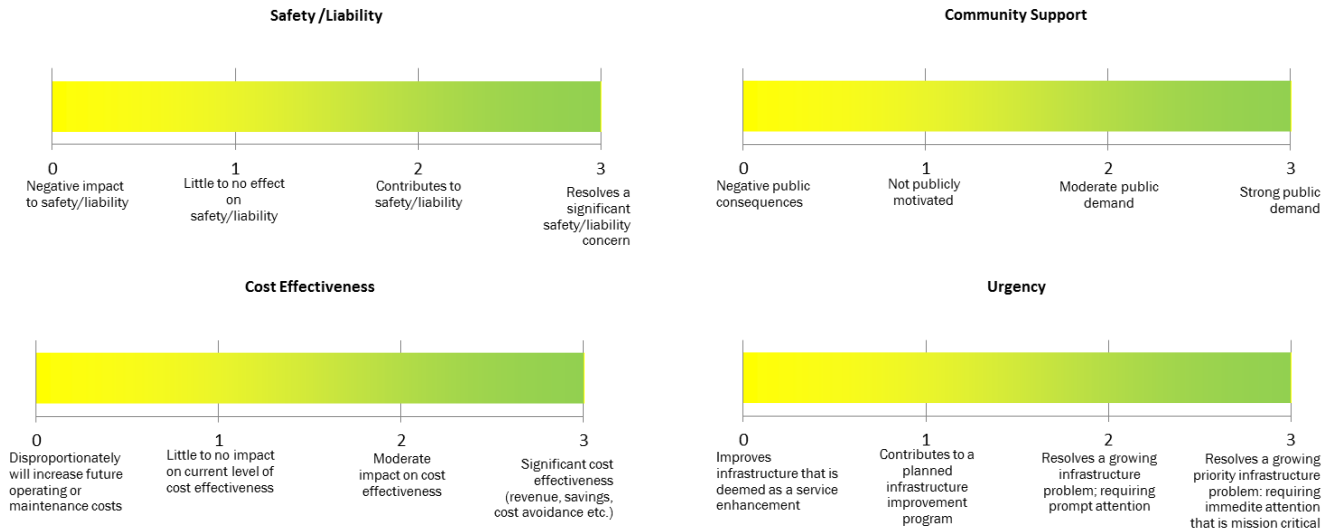 Safety /Liability
0
Negative impact
to safety/liability
1
Little to no effect
on
safety/liability
2
Contributes to
safety/liability
3
Resolves a
significant
safety/liability
concern
Community Support
0
Negative public
consequences
1
Not publicly
motivated
2
Moderate public
demand
3
Strong public
demand
Cost Effectiveness
0
Disproportionately
will increase future
operating or
maintenance costs
1
Little to no impact
on current level of
cost effectiveness
2
Moderate
impact on cost
effectiveness
3
Significant cost
effectiveness
(revenue, savings,
cost avoidance etc.)
Urgency
0
Improves
infrastructure that is
deemed as a service
enhancement
1
Contributes to a
planned
infrastructure
improvement
program
2
Resolves a growing
infrastructure
problem; requiring
prompt attention
3
Resolves a growing
priority infrastructure
problem: requiring
immedite attention
that is mission critical